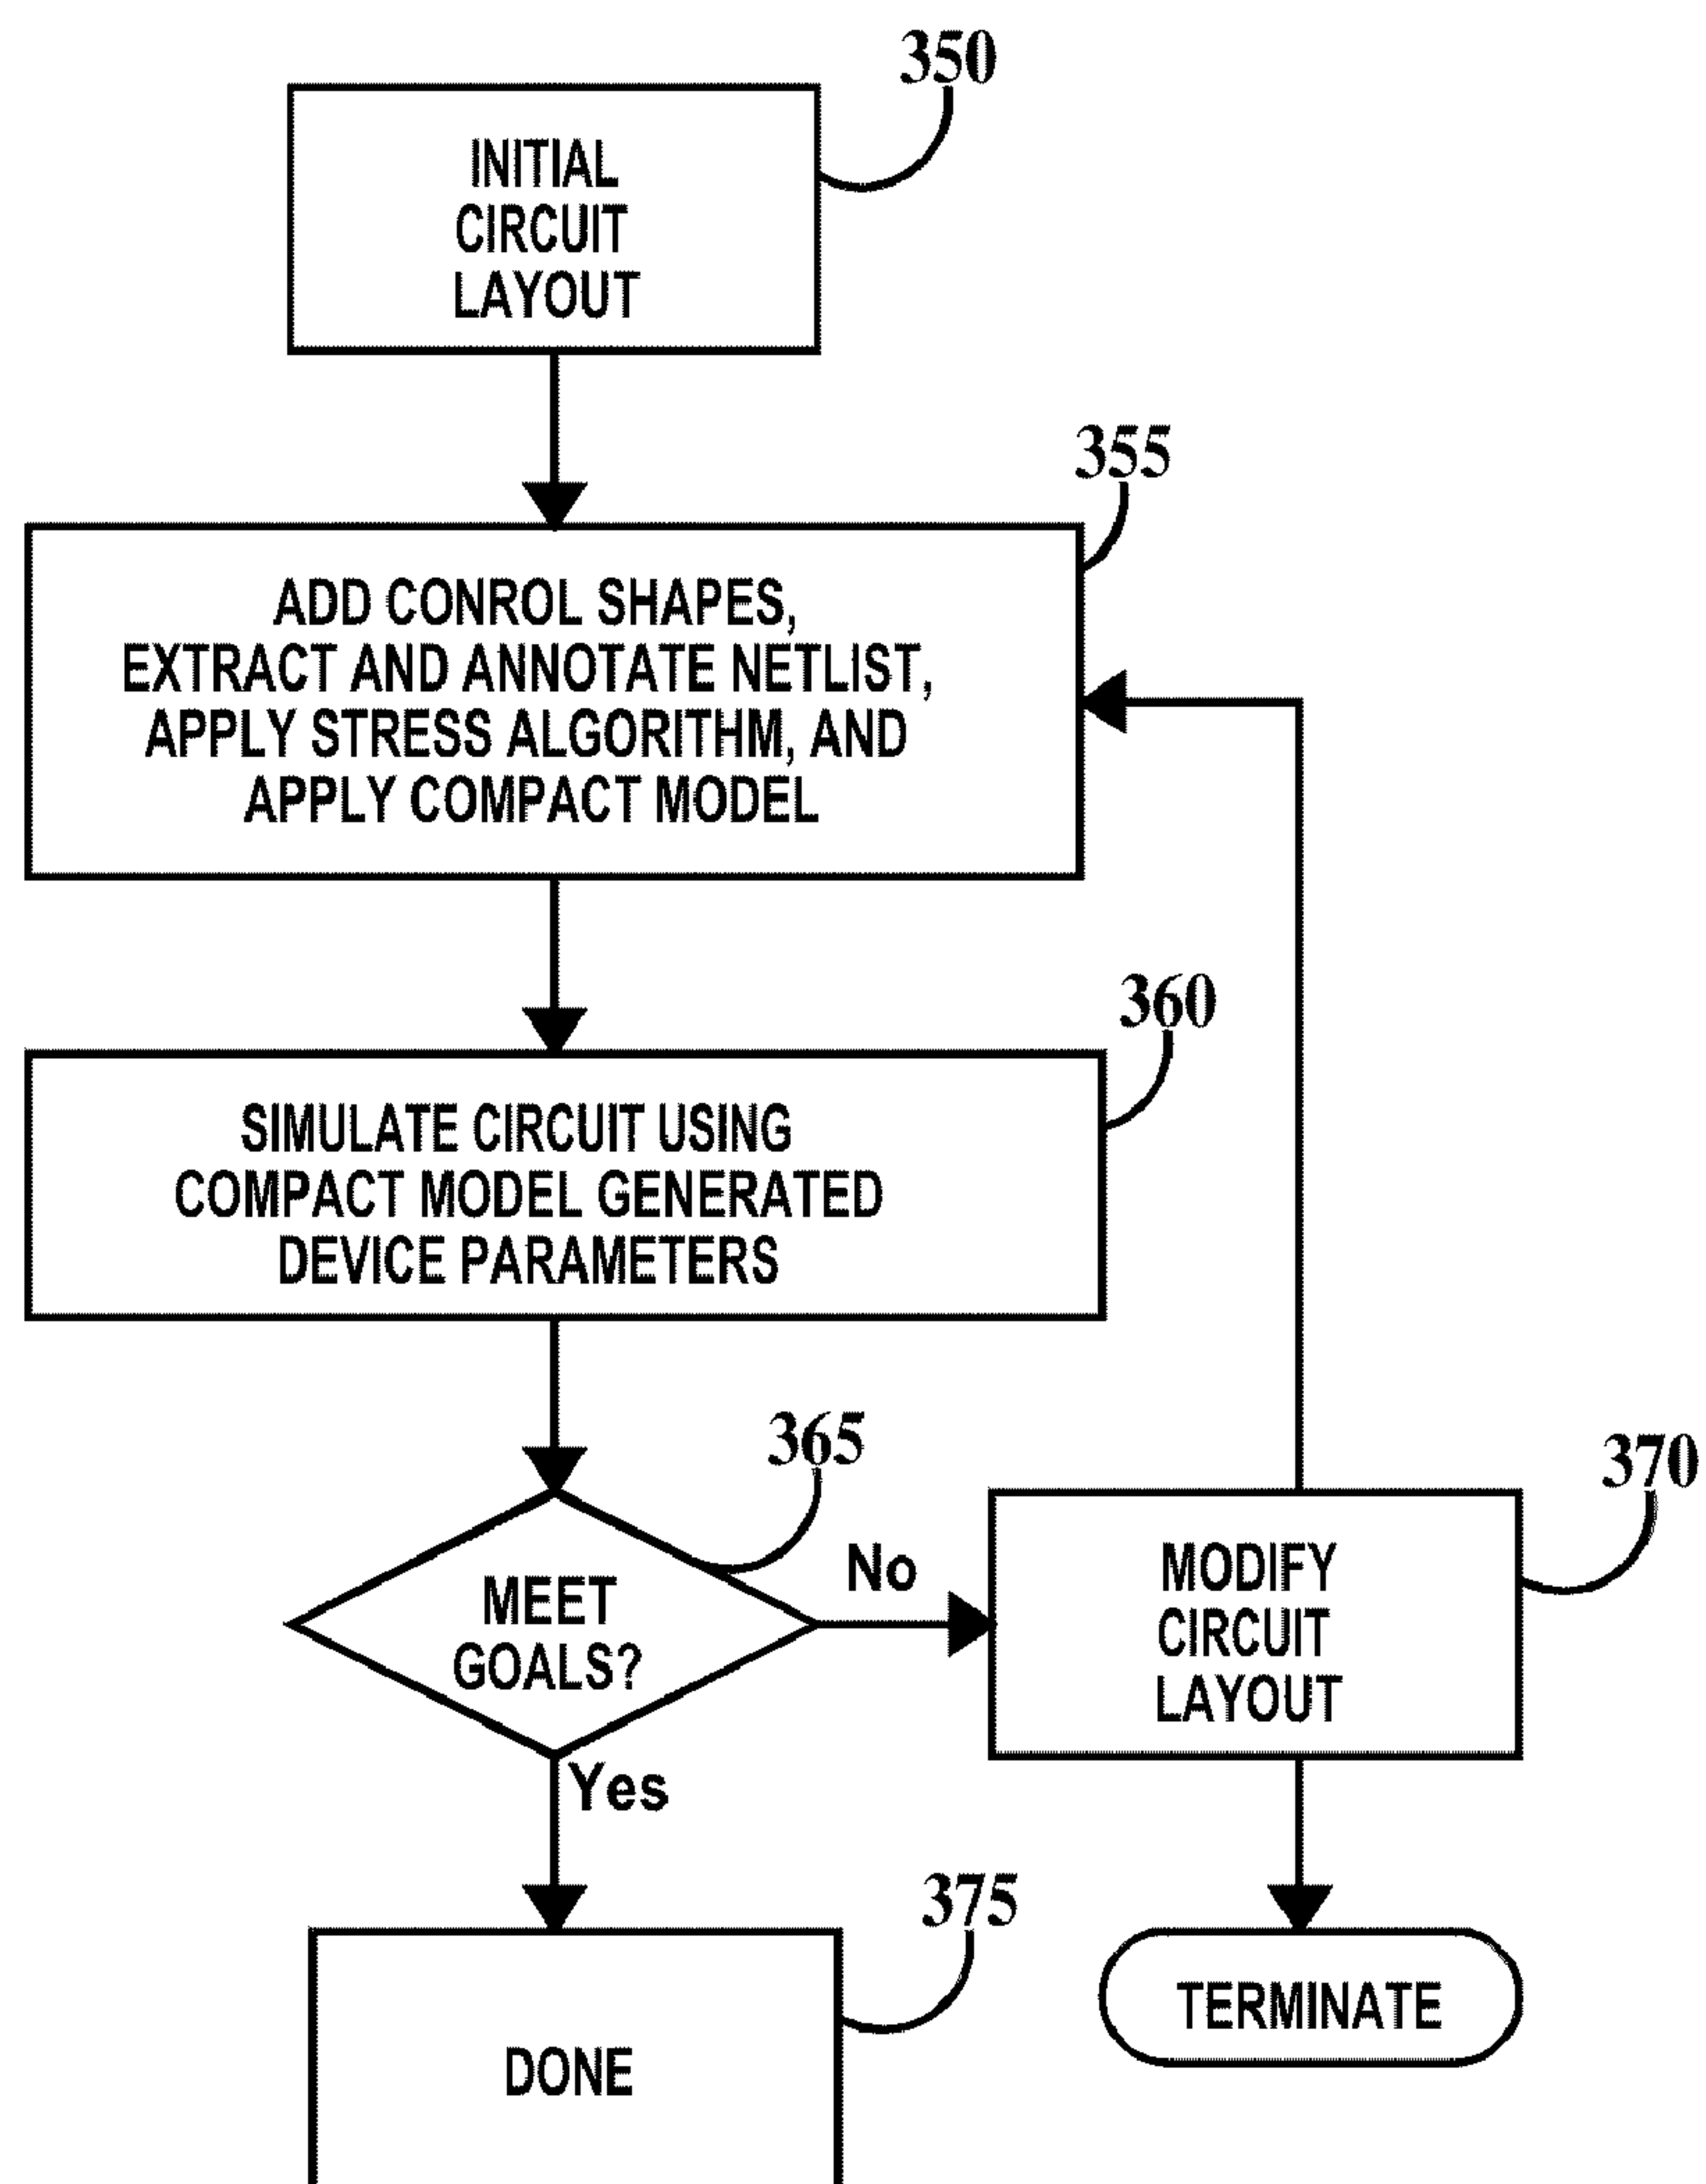 350
INITIAL
CIRCUIT
LAYOUT
355
ADD CONROL SHAPES,
EXTRACT AND ANNOTATE NETLIST,
APPLY STRESS ALGORITHM, AND
APPLY COMPACT MODEL
360
SIMULATE CIRCUIT USING
COMPACT MODEL GENERATED
DEVICE PARAMETERS
365
MEET
GOALS?
No
370
MODIFY
CIRCUIT
LAYOUT
Yes
375
DONE
TERMINATE